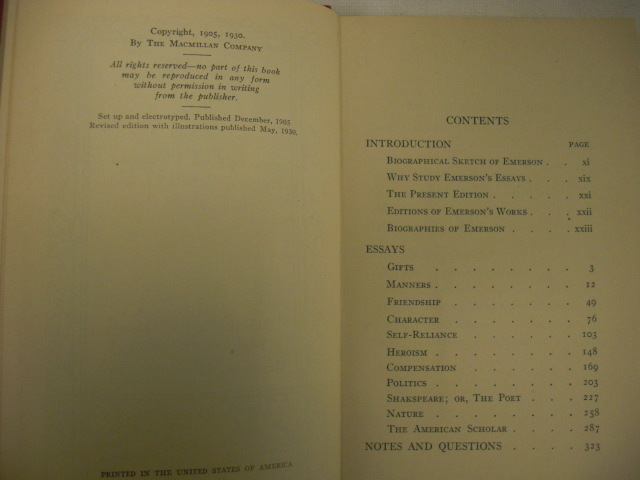 Copyright, 1905, 1930.
By The Macmillan Company
All rights reserved—no part of this book
may be reproduced in any form
without permission in writing
from the publisher.
Set up and electrotyped. Published December, 1905
Revised edition with illustrations published May, 1930.
PRINTED IN THE UNITED STATES OF AMERICA
CONTENTS
INTRODUCTION PAGE
Biographical Sketch of Emerson . . xi
Why Study Emerson's Essays . . . xix
The Present Edition . . . . . xxi
Editions of Emerson's Works . . . xxii
Biographies of Emerson . . . . xxiii
ESSAYS
Gifts . . . . . . . . 3
Manners . . . . . . . . 12
Friendship . . . . . . . 49
Character . . . . . . . 76
Self-Reliance . . . . . . 103
Heroism . . . . . . . 148
Compensation . . . . . . 169
Politics . . . . . . . 203
Shakspeare; or, The Poet . . . 227
Nature . . . . . . . 258
The American Scholar . . . . 287
NOTES AND QUESTIONS . . . . 323